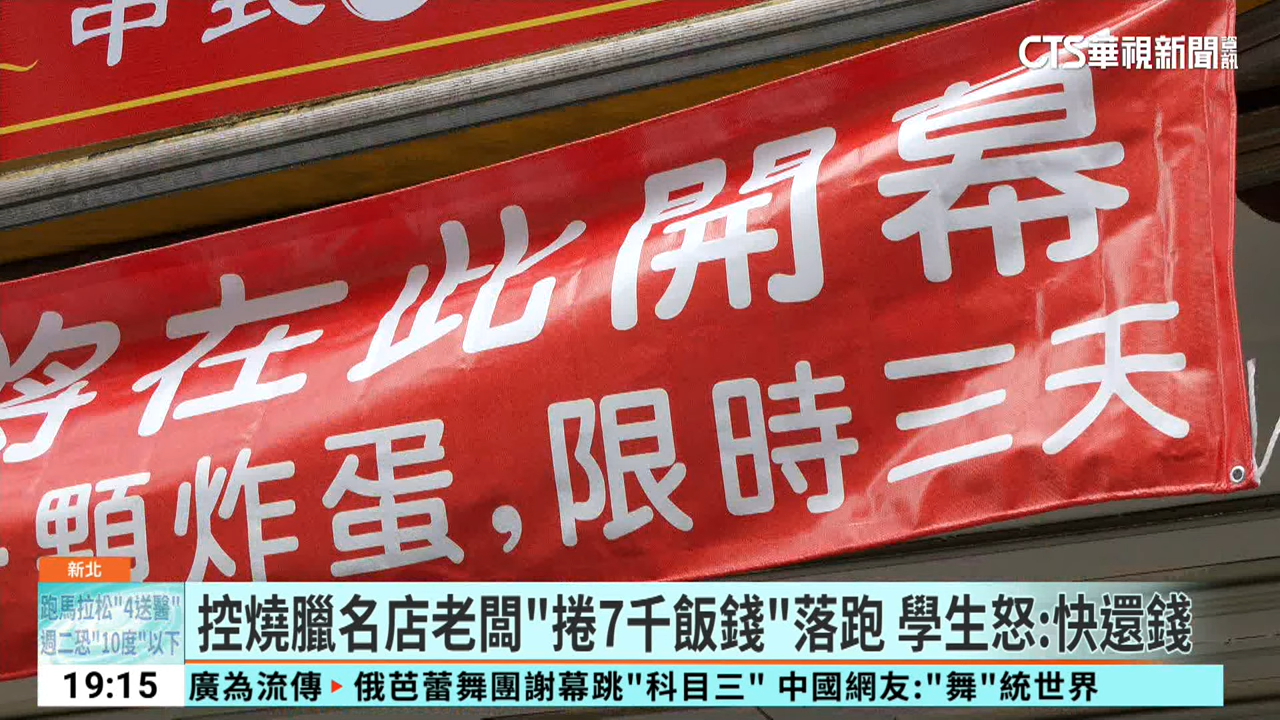 中式
CTS華視新聞資訊
將在此開幕
顆炸蛋,限時三天
新北
跑馬拉松"4送醫"
週二恐"10度"以下
控燒臘名店老闆"捲7千飯錢"落跑 學生怒:快還錢
19:15
廣為流傳▶俄芭蕾舞團謝幕跳"科目三" 中國網友:"舞"統世界